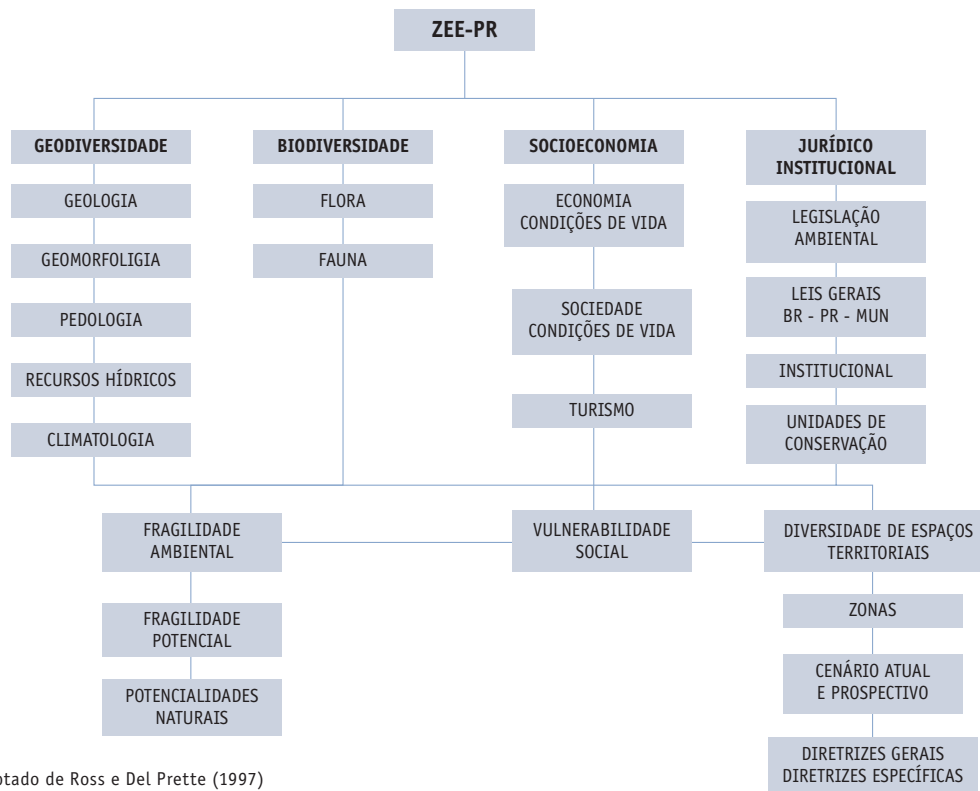 ZEE-PR
GEODIVERSIDADE
GEOLOGIA
GEOMORFOLIGIA
PEDOLOGIA
RECURSOS HÍDRICOS
CLIMATOLOGIA
BIODIVERSIDADE
FLORA
FAUNA
SOCIOECONOMIA
ECONOMIA
CONDIÇÕES DE VIDA
SOCIEDADE
CONDIÇÕES DE VIDA
TURISMO
JURÍDICO
INSTITUCIONAL
LEGISLAÇÃO
AMBIENTAL
LEIS GERAIS
BR - PR - MUN
INSTITUCIONAL
UNIDADES DE
CONSERVAÇÃO
FRAGILIDADE
AMBIENTAL
FRAGILIDADE
POTENCIAL
POTENCIALIDADES
NATURAIS
VULNERABILIDADE
SOCIAL
DIVERSIDADE DE ESPAÇOS
TERRITORIAIS
ZONAS
CENÁRIO ATUAL
E PROSPECTIVO
DIRETRIZES GERAIS
DIRETRIZES ESPECÍFICAS
de Ross e Del Prette (1997)